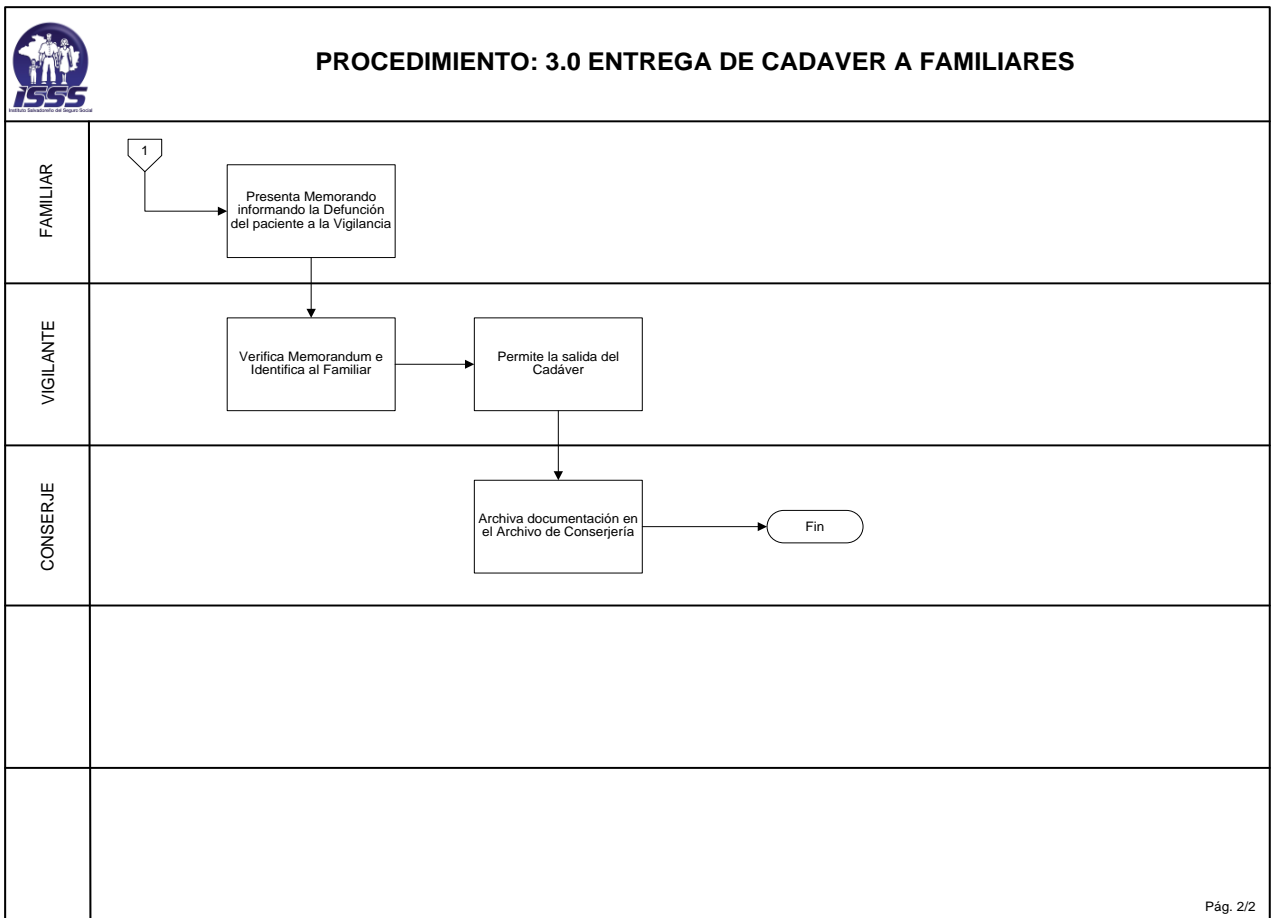 ISSS
Instituto Salvadoreño del Seguro Social
PROCEDIMIENTO: 3.0 ENTREGA DE CADAVER A FAMILIARES
FAMILIAR
1
Presenta Memorando
informando la Defunción
del paciente a la Vigilancia
VIGILANTE
Verifica Memorandum e
Identifica al Familiar
Permite la salida del
Cadáver
CONSERJE
Archiva documentación en
el Archivo de Conserjería
Fin
Pág. 2/2